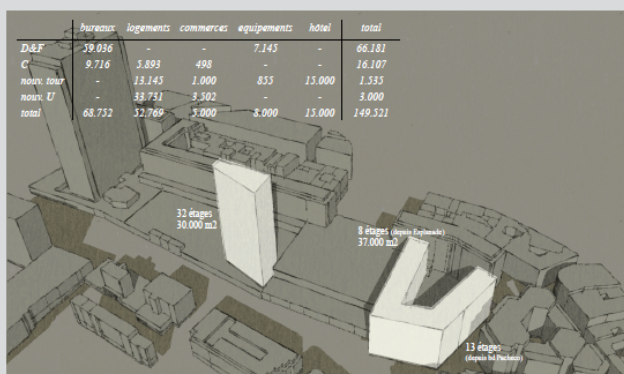 bureaux logements commerces equipements hôtel total
D&F 59.036 - - 7.145 - 66.181
C 9.716 5.893 498 - - 16.107
nouv. tour - 13.145 1.000 855 15.000 1.535
nouv. U - 33.731 3.502 - - 3.000
total 68.752 52.769 5.000 8.000 15.000 149.521
32 étages
30.000 m2
8 étages (depuis Esplanade)
37.000 m2
13 étages
(depuis bd Pacheco)